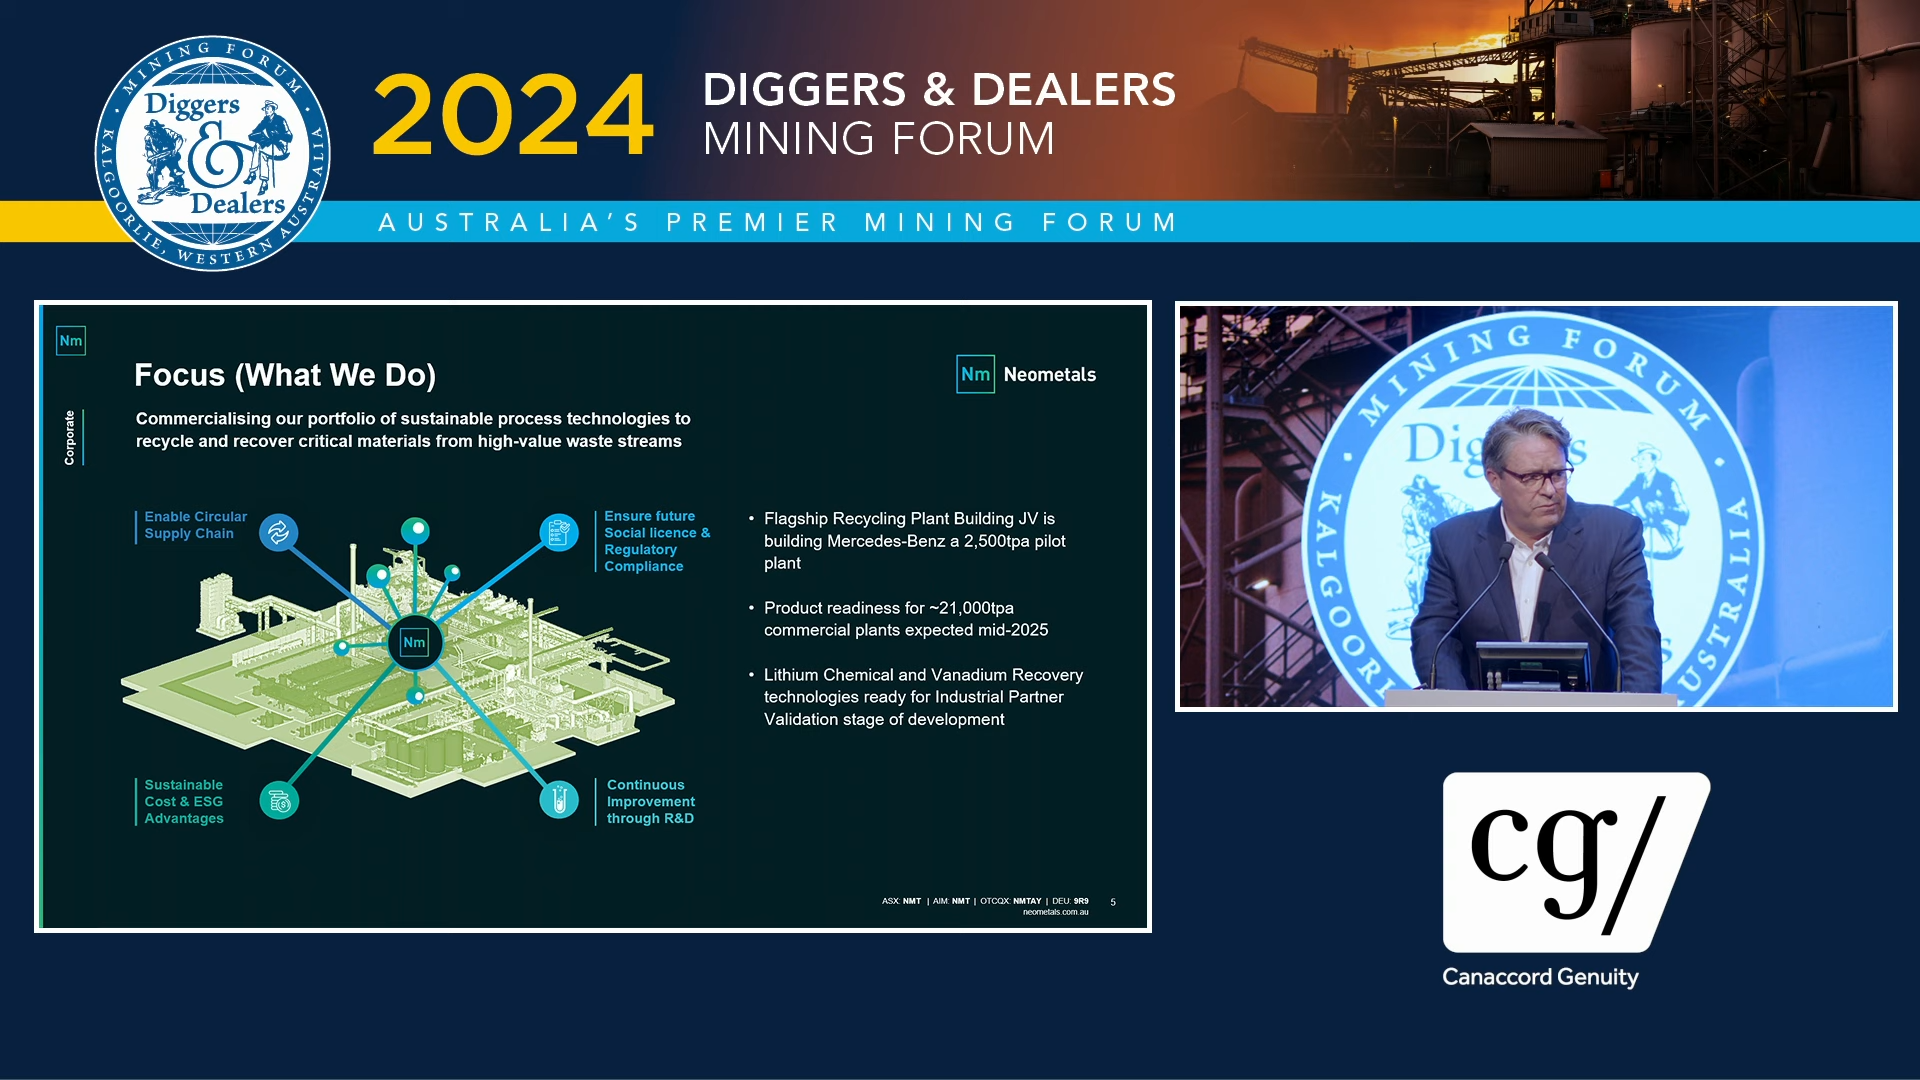 MINING FORUM
KALGOORLIE, WESTERN AUSTRALIA
Diggers
&
Dealers
2024
DIGGERS & DEALERS
MINING FORUM
AUSTRALIA'S PREMIER MINING FORUM
Nm
Corporate
Focus (What We Do)
Nm Neometals
Commercialising our portfolio of sustainable process technologies to
recycle and recover critical materials from high-value waste streams
Enable Circular
Supply Chain
Ensure future
Social licence &
Regulatory
Compliance
Nm
Sustainable
Cost & ESG
Advantages
Continuous
Improvement
through R&D
• Flagship Recycling Plant Building JV is
building Mercedes-Benz a 2,500tpa pilot
plant
• Product readiness for ~21,000tpa
commercial plants expected mid-2025
• Lithium Chemical and Vanadium Recovery
technologies ready for Industrial Partner
Validation stage of development
ASX: NMT | AIM: NMT | OTCQX: NMTAY | DEU: 9R9
neometals.com.au
5
MINING FORUM
cg/
Canaccord Genuity